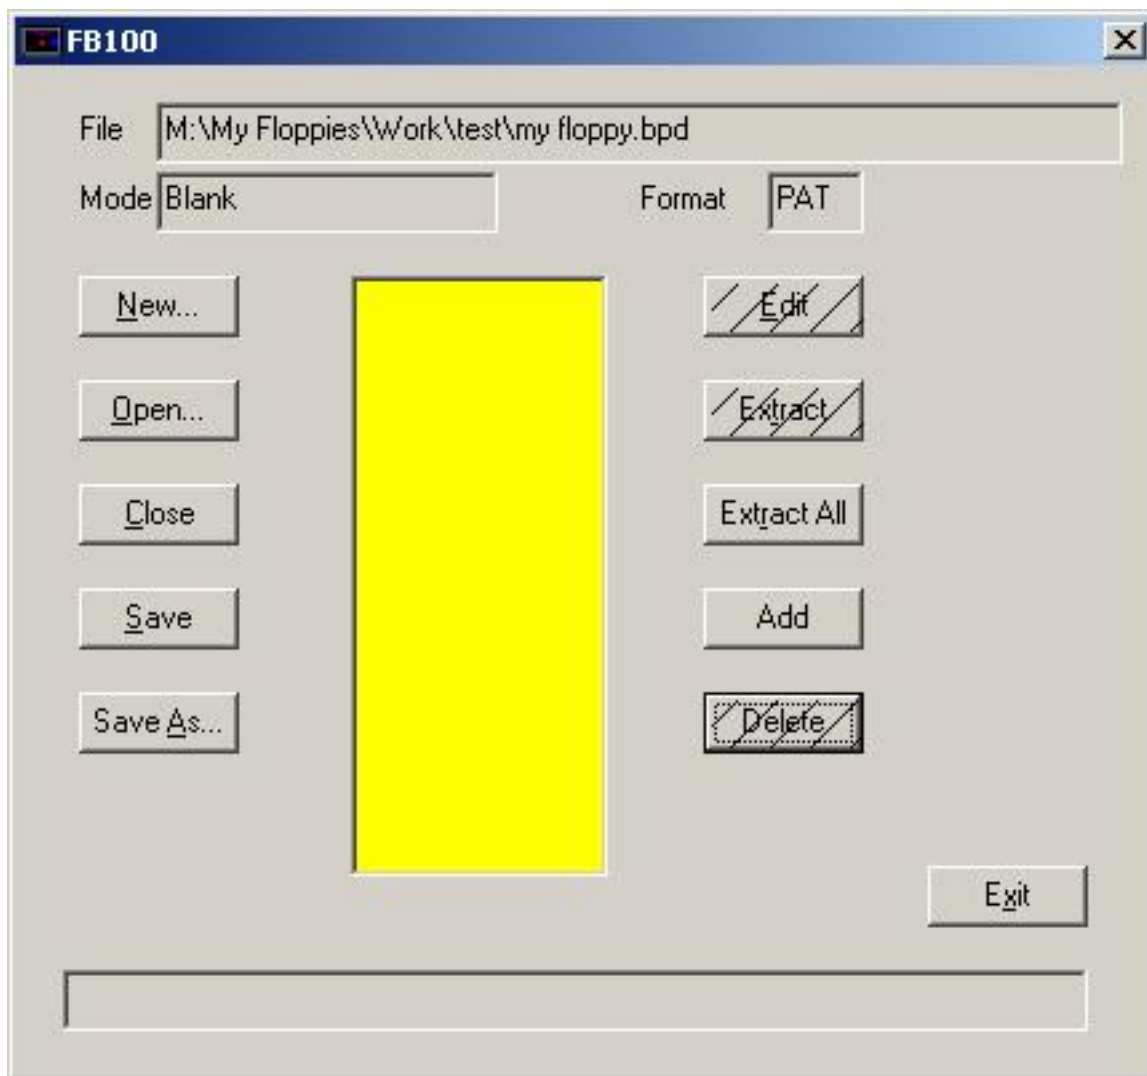 FB100
File M:\My Floppies\Work\test\my floppy.bpd
Mode Blank Format PAT
New... Edit
Open... Extract
Close Extract All
Save Add
Save As... Delete
Exit